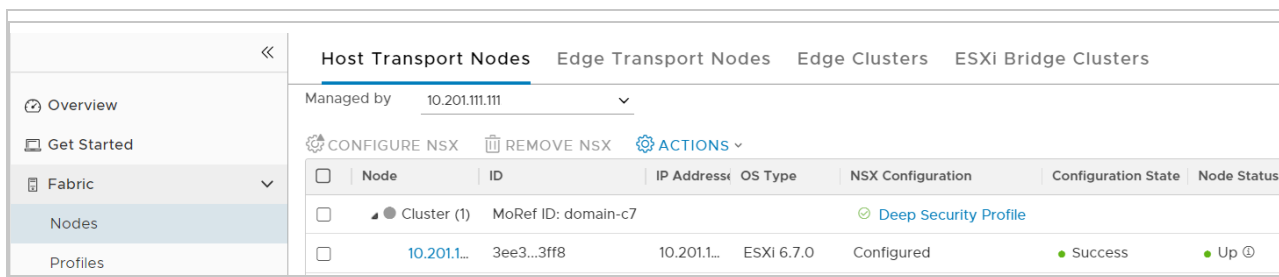 Host Transport Nodes Edge Transport Nodes Edge Clusters ESXi Bridge Clusters
Overview
Get Started
Fabric
Nodes
Profiles
Managed by 10.201.111.111
CONFIGURE NSX REMOVE NSX ACTIONS
Node ID IP Addresse OS Type NSX Configuration Configuration State Node Status
Cluster (1) MoRef ID: domain-c7 Deep Security Profile
10.201.1... 3ee3...3ff8 10.201.1... ESXi 6.7.0 Configured Success Up